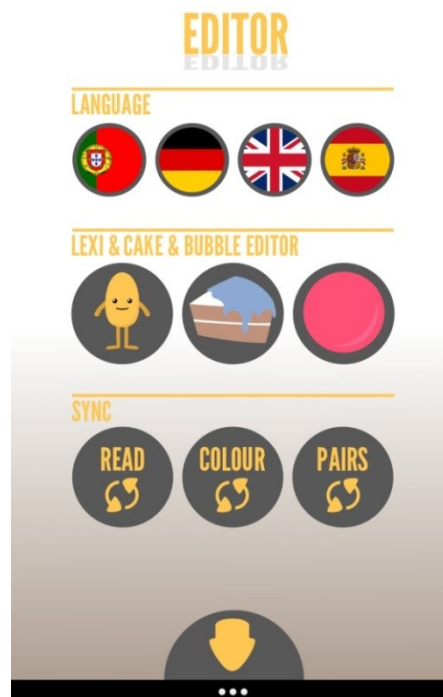 EDITOR
LANGUAGE
LEXI & CAKE & BUBBLE EDITOR
SYNC
READ COLOUR PAIRS